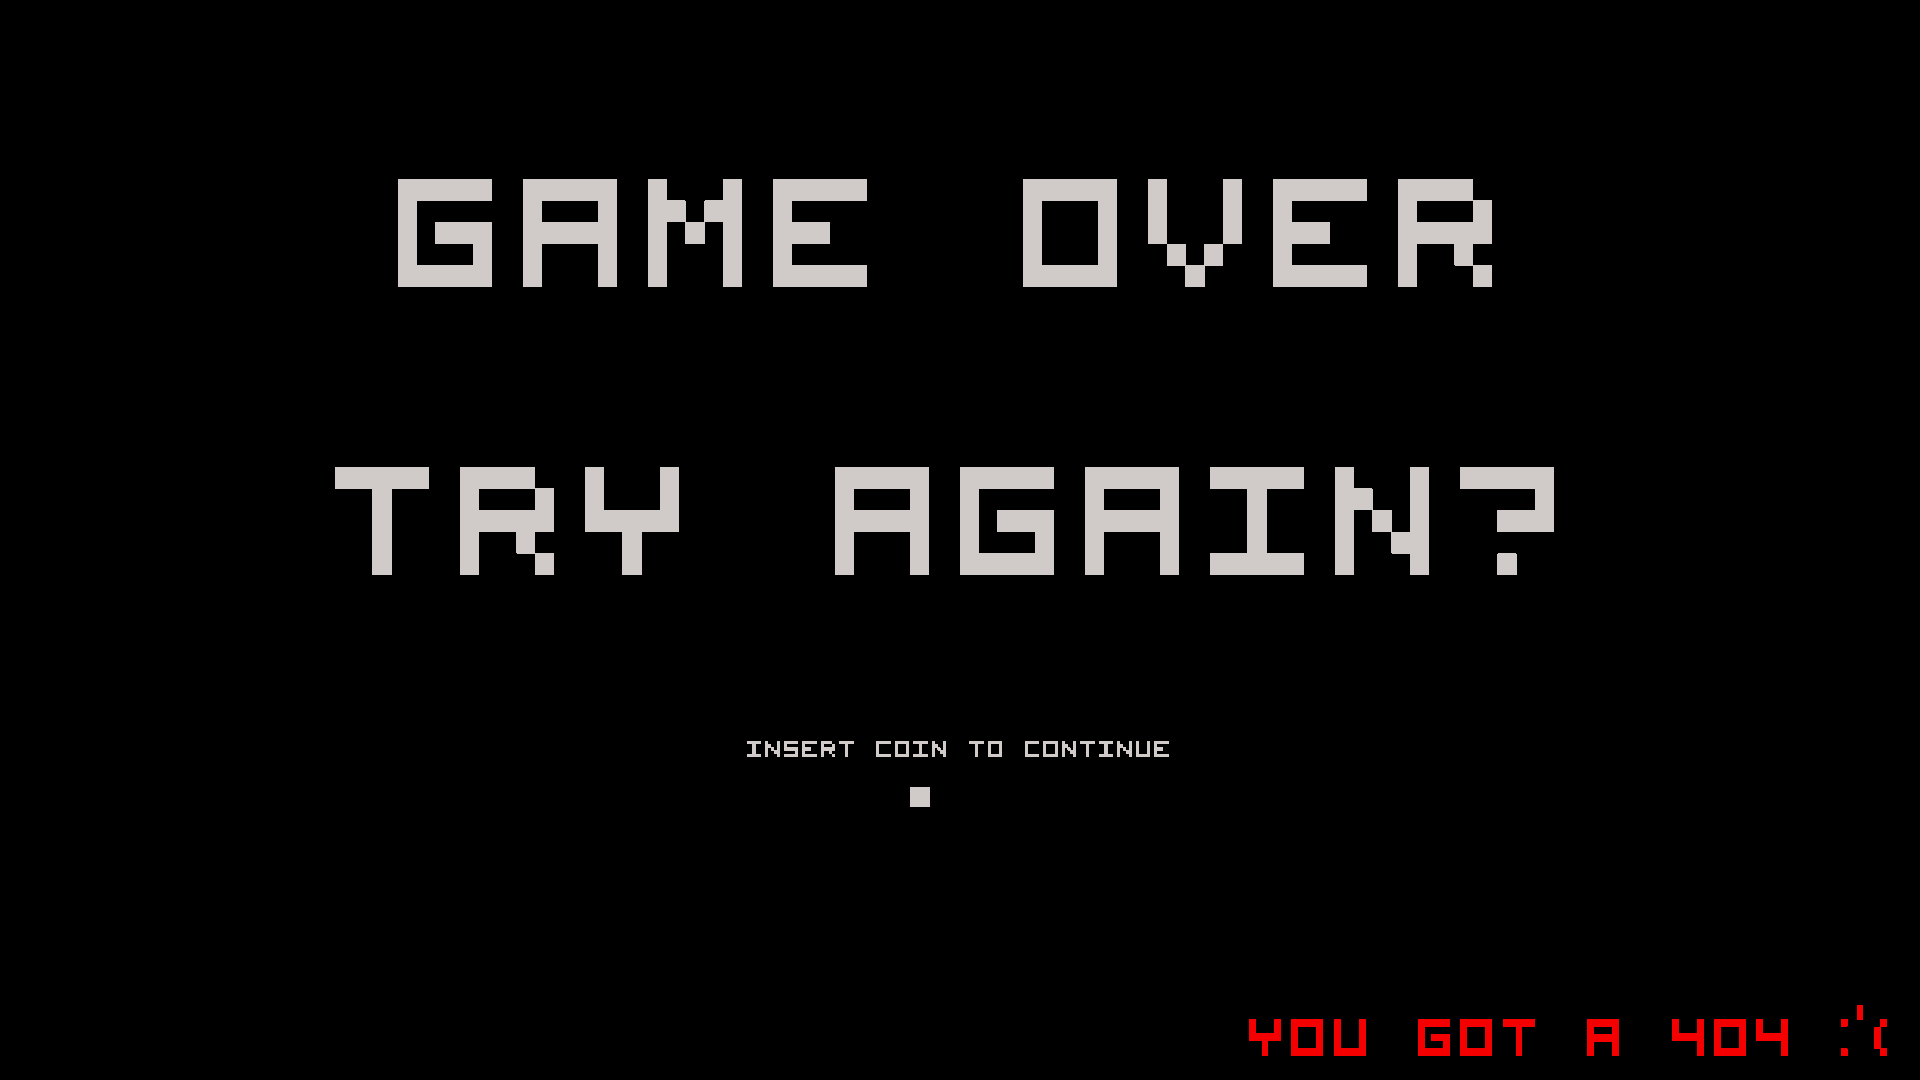 GAME OVER
TRY AGAIN?
INSERT COIN TO CONTINUE
YOU GOT A 404 :'(